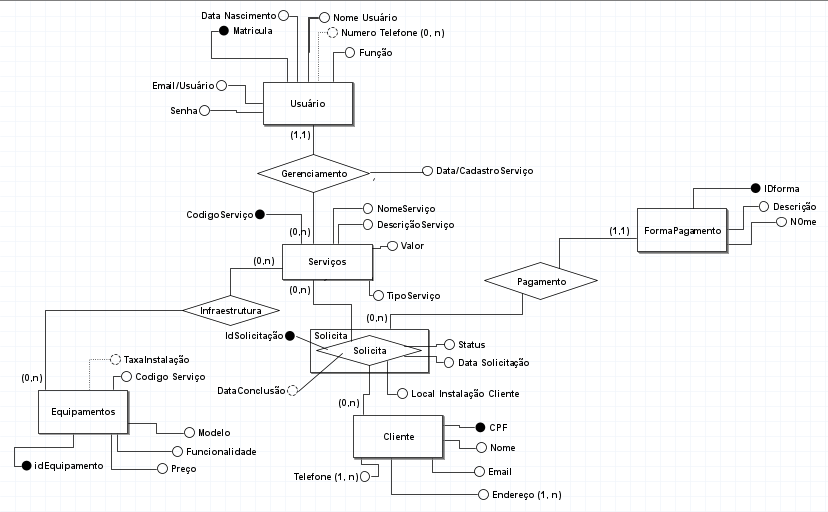 Data Nascimento
Nome Usuário
Matricula
Numero Telefone (0, n)
Função
Email/Usuário
Senha
Usuário
(1,1)
Gerenciamento
Data/CadastroServiço
CodigoServiço
NomeServiço
DescriçãoServiço
(0,n)
Valor
Serviços
(0,n)
(0,n)
TipoServiço
IDforma
Descrição
NOme
FormaPagamento
(1,1)
Pagamento
(0,n)
Infraestrutura
IdSolicitação
Solicita
Solicita
Status
Data Solicitação
DataConclusão
Local Instalação Cliente
(0,n)
TaxaInstalação
Codigo Serviço
(0,n)
Equipamentos
Modelo
Funcionalidade
idEquipamento
Preço
Cliente
CPF
Nome
Email
Telefone (1, n)
Endereço (1, n)